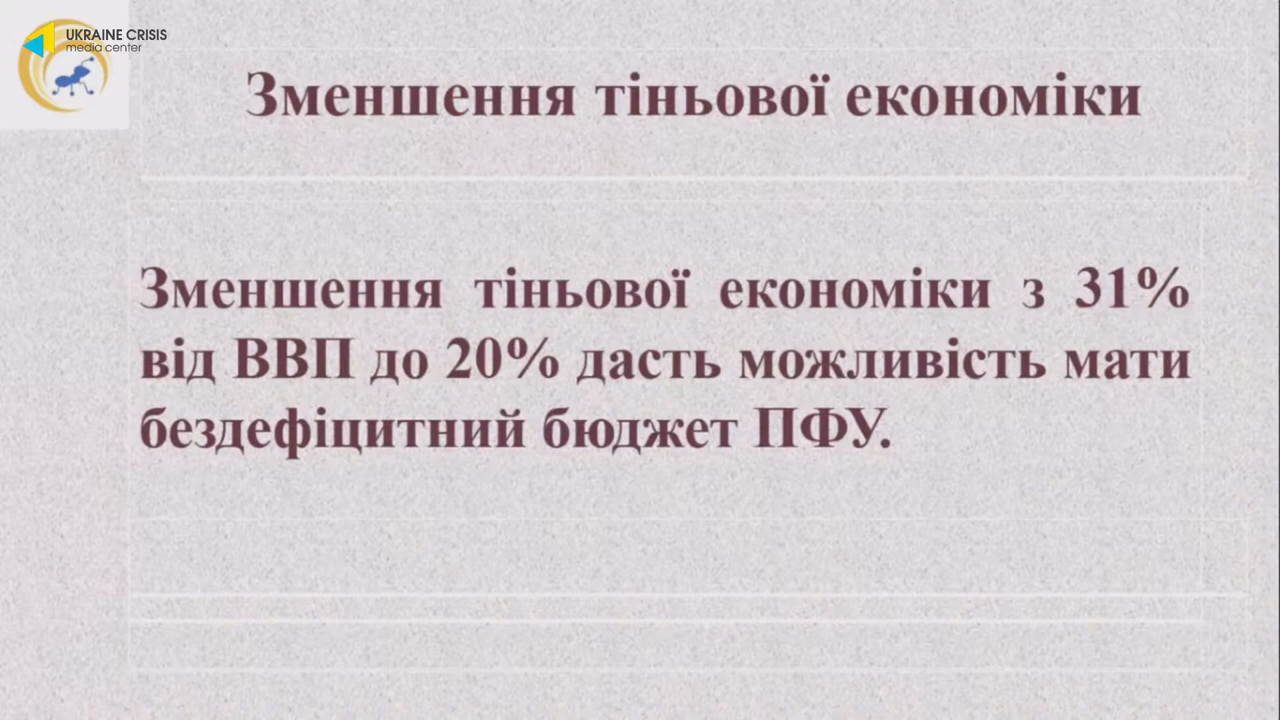 UKRAINE CRISIS
media center
Зменшення тіньової економіки
Зменшення тіньової економіки з 31%
від ВВП до 20% дасть можливість мати
бездефіцитний бюджет ПФУ.